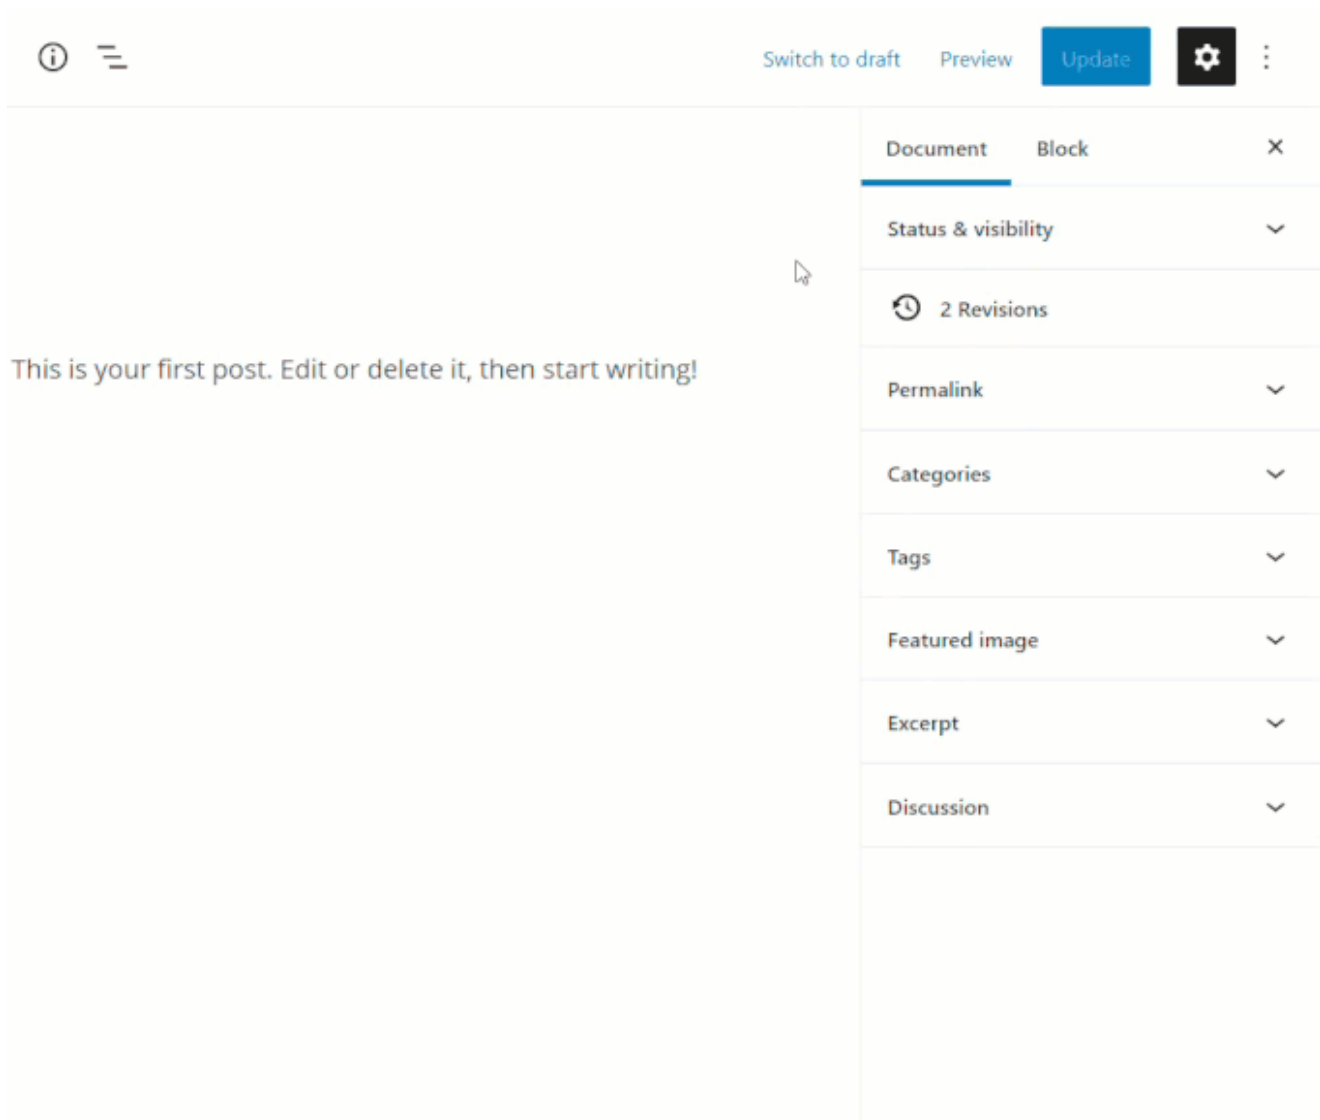 Switch to draft Preview Update
Document Block
Status & visibility
2 Revisions
This is your first post. Edit or delete it, then start writing!
Permalink
Categories
Tags
Featured image
Excerpt
Discussion